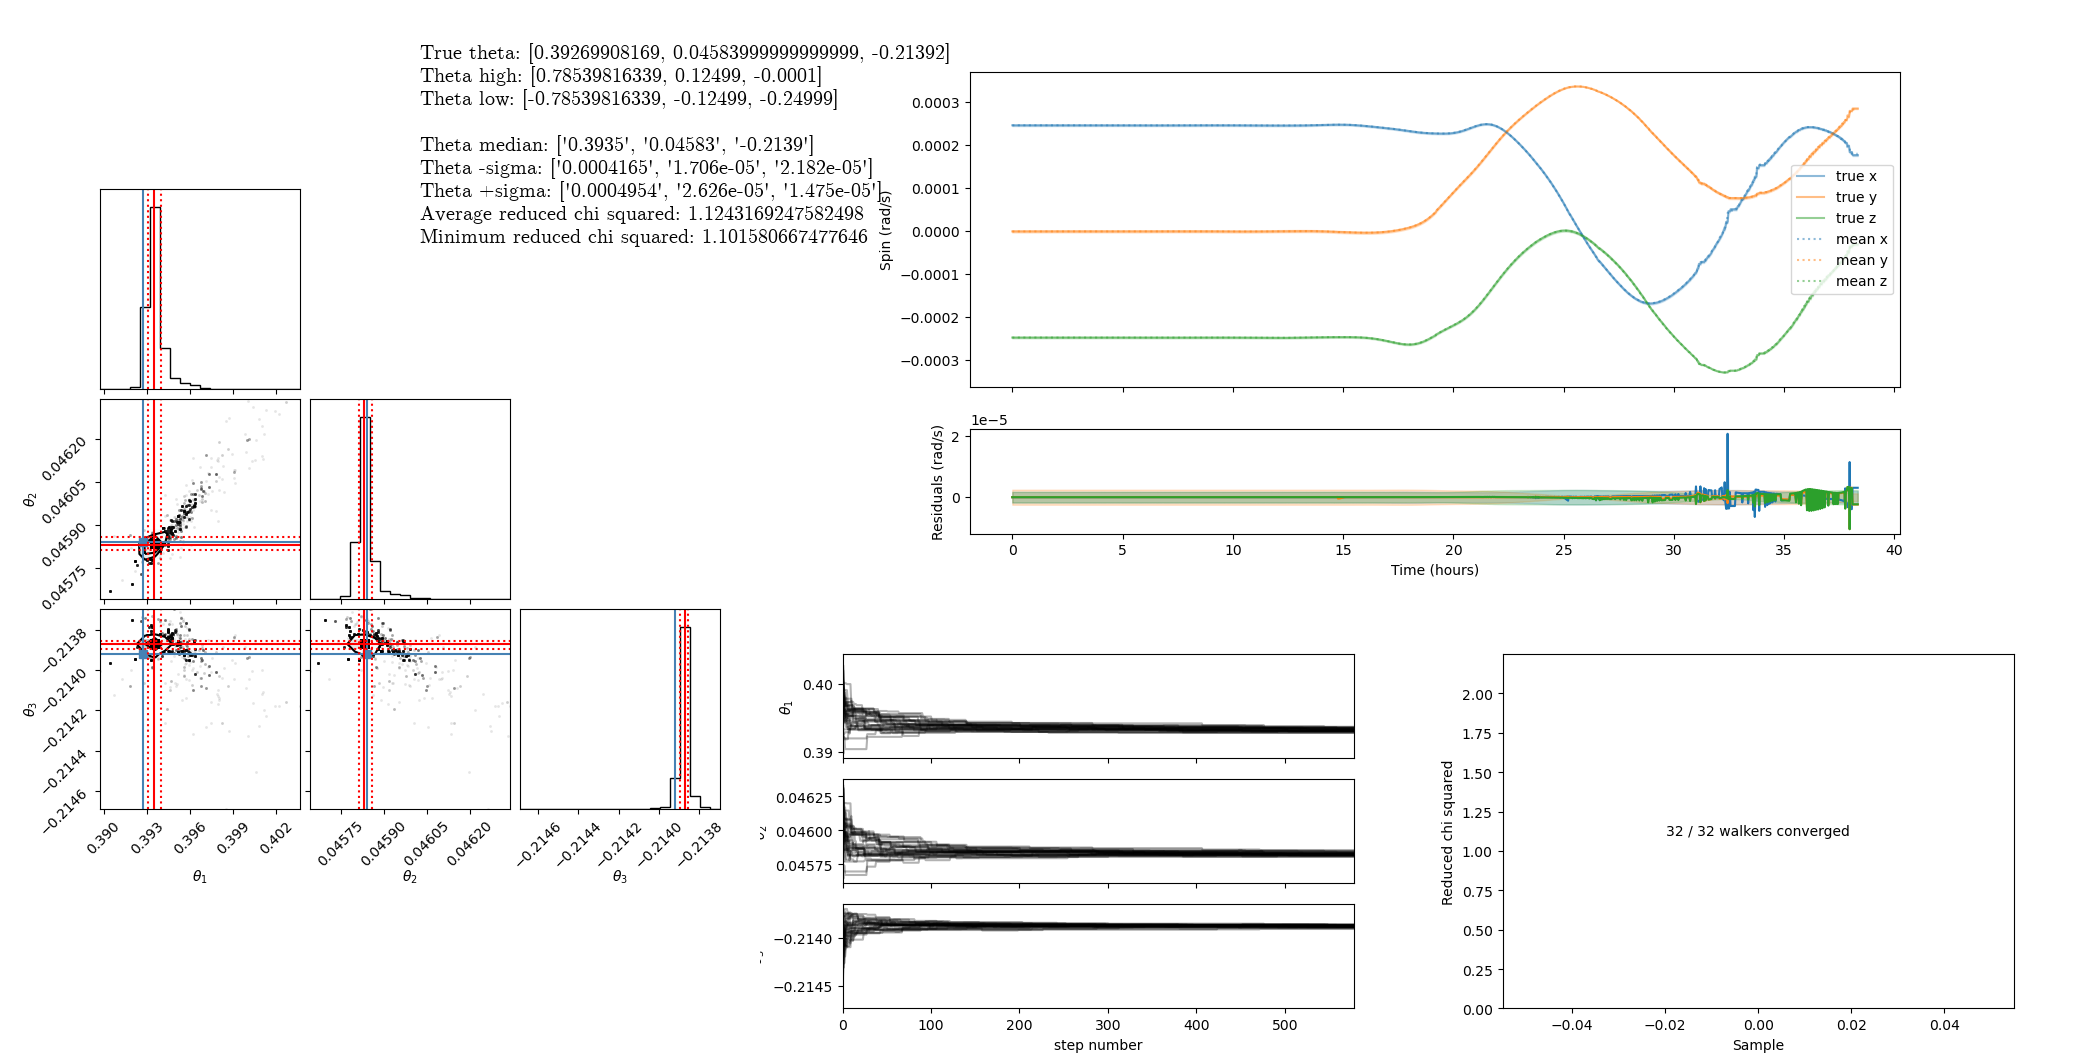 True theta: [0.39269908169, 0.04583999999999999, -0.21392]
Theta high: [0.78539816339, 0.12499, -0.0001]
Theta low: [-0.78539816339, -0.12499, -0.24999]
Theta median: ['0.3935', '0.04583', '-0.2139']
Theta -sigma: ['0.0004165', '1.706e-05', '2.182e-05']
Theta +sigma: ['0.0004954', '2.626e-05', '1.475e-05']
Average reduced chi squared: 1.1243169247582498
Minimum reduced chi squared: 1.101580667477646
Spin (rad/s)
0.0003
0.0002
0.0001
0.0000
−0.0001
−0.0002
−0.0003
true x
true y
true z
mean x
mean y
mean z
1e−5
Residuals (rad/s)
2
0
0 5 10 15 20 25 30 35 40
Time (hours)
θ2
0.04620
0.04605
0.04590
0.04575
θ3
−0.2138
−0.2140
−0.2142
−0.2144
−0.2146
0.390 0.393 0.396 0.399 0.402
θ1
0.04575 0.04590 0.04605 0.04620
θ2
−0.2146 −0.2144 −0.2142 −0.2140 −0.2138
θ3
θ1
0.40
0.39
0.04625
0.04600
0.04575
−0.2140
−0.2145
0 100 200 300 400 500
step number
Reduced chi squared
2.00
1.75
1.50
1.25
1.00
0.75
0.50
0.25
0.00
32 / 32 walkers converged
−0.04 −0.02 0.00 0.02 0.04
Sample